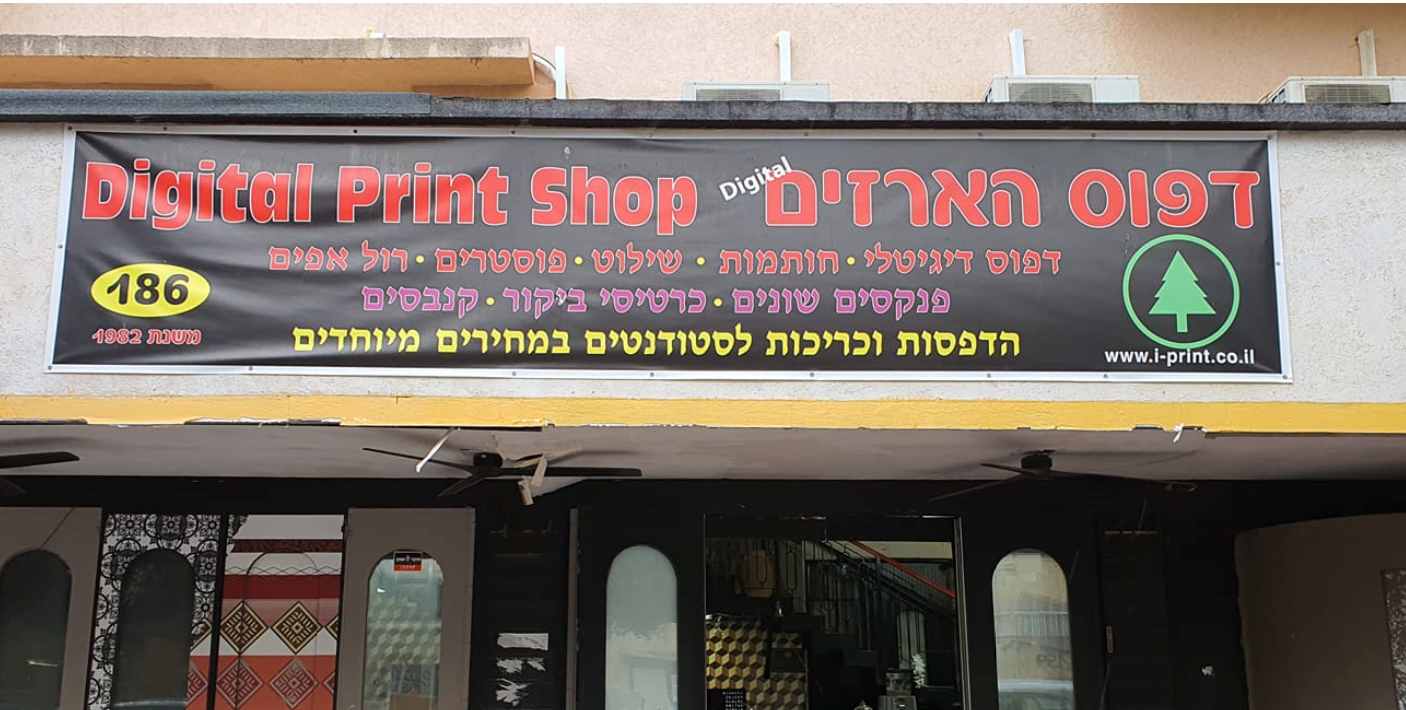 דפוס הארזים Digital Digital Print Shop
דפוס דיגיטלי · חותמות · שילוט · פוסטרים · רול אפים
פנקסים שונים · כרטיסי ביקור · קנבסים
הדפסות וכריכות לסטודנטים במחירים מיוחדים
186
משנת 1982
www.i-print.co.il